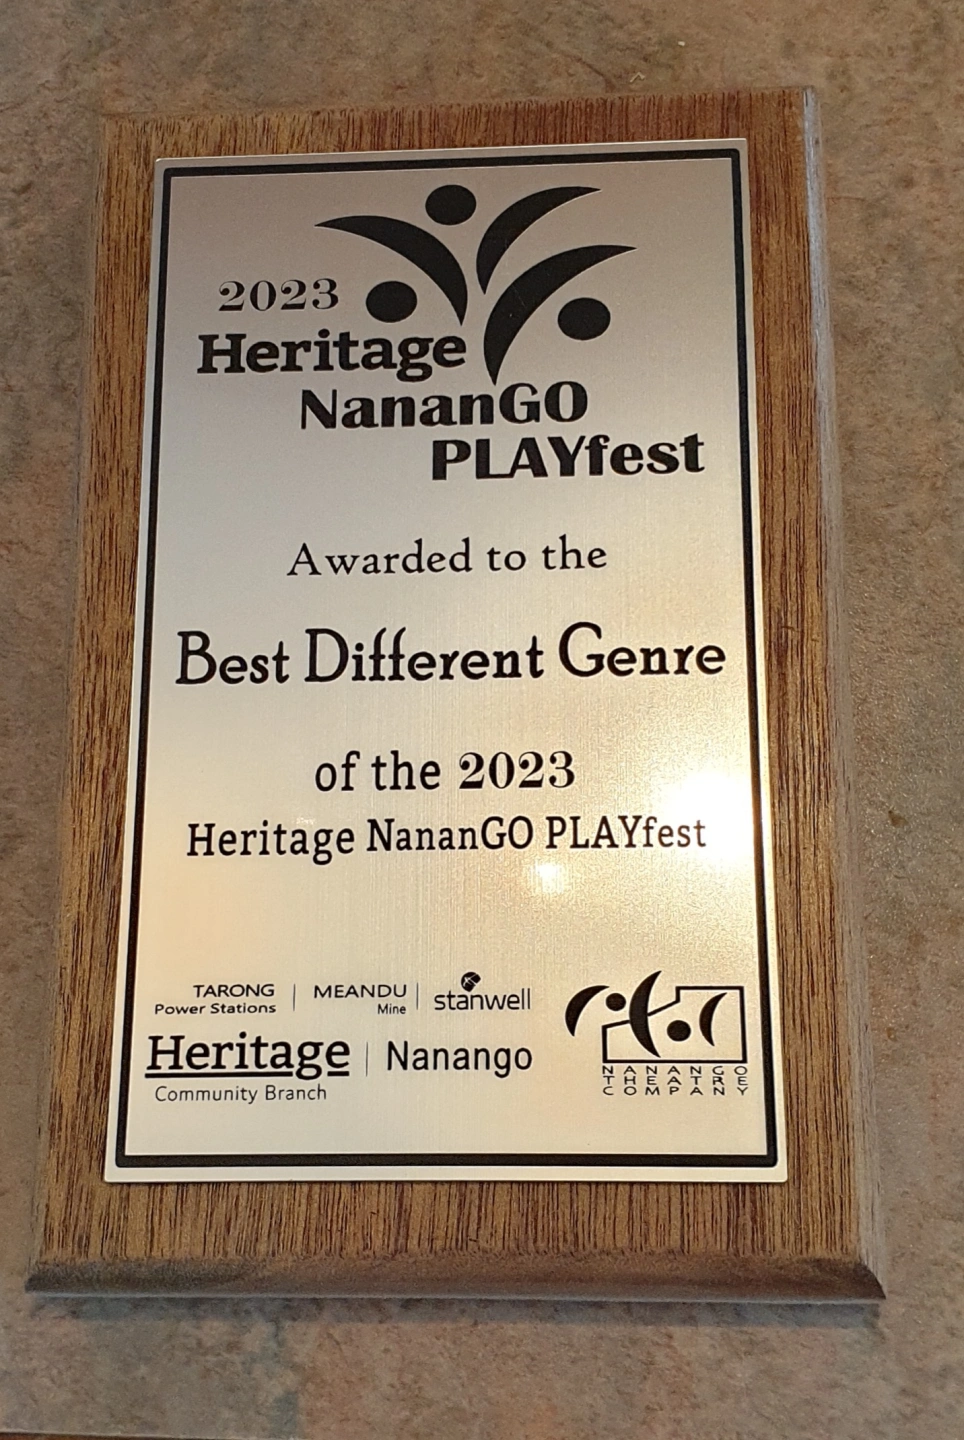 2023
Heritage
NananGO
PLAYfest
Awarded to the
Best Different Genre
of the 2023
Heritage NananGO PLAYfest
TARONG
Power Stations
MEANDU
Mine
stanwell
Heritage | Nanango
Community Branch
NANANGO
THEATRE
COMPANY